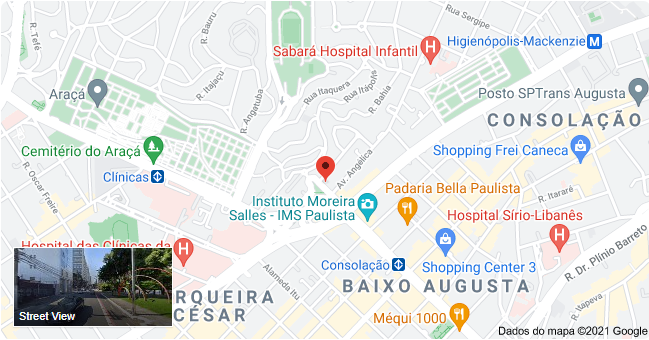 Rua Sergipe
R. Tefé
R. Bauru
Sabará Hospital Infantil
H
Higienópolis-Mackenzie
M
R. Itajaçu
R. Angatuba
Rua Itaquera
Rua Itápolis
R. Bahia
Araçá
Posto SPTrans Augusta
CONSOLAÇÃO
Cemitério do Araçá
Clínicas
Av. Angélica
Shopping Frei Caneca
R. Oscar Freire
Padaria Bella Paulista
R. Itararé
Instituto Moreira
Salles - IMS Paulista
Hospital Sírio-Libanês
H
Hospital das Clínicas da
H
Alameda Itu
Consolação
Shopping Center 3
R. Dr. Plínio Barreto
RQUEIRA
CÉSAR
BAIXO AUGUSTA
R. Itapeva
Street View
Méqui 1000
Dados do mapa ©2021 Google